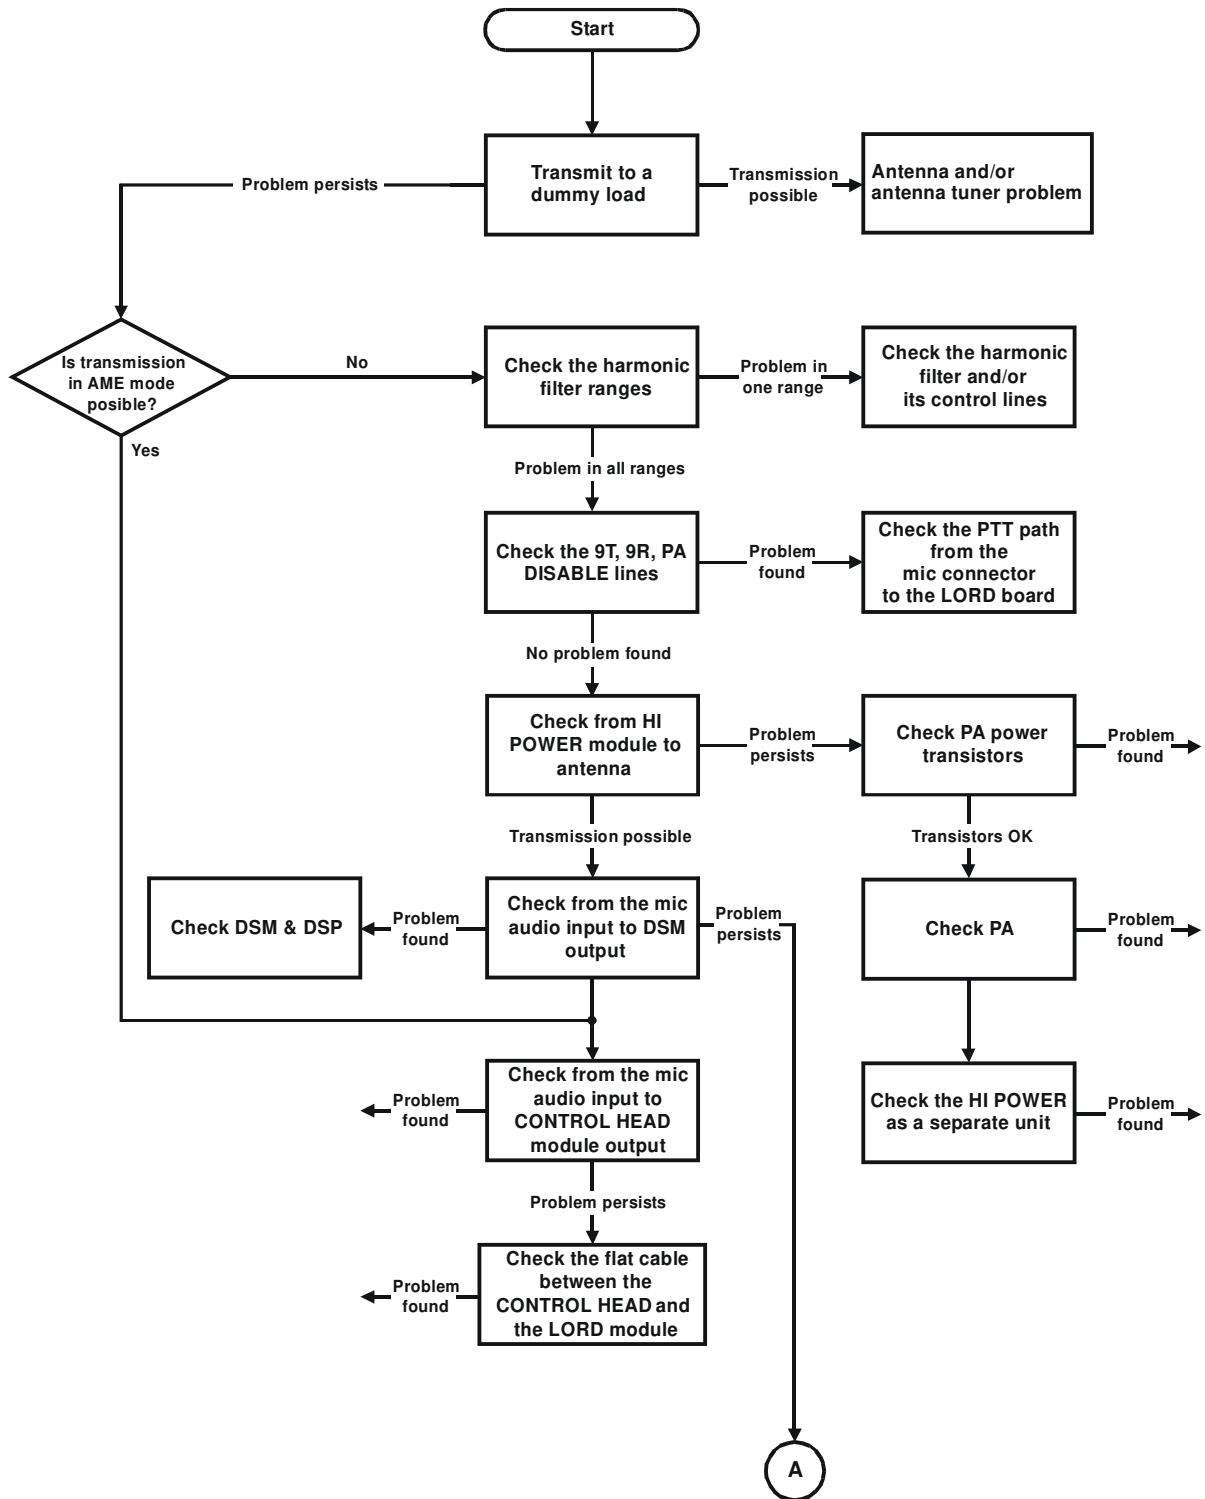 Start
Transmit to a
dummy load
Transmission
possible
Antenna and/or
antenna tuner problem
Problem persists
Is transmission
in AME mode
posible?
No
Yes
Check the harmonic
filter ranges
Problem in
one range
Check the harmonic
filter and/or
its control lines
Problem in all ranges
Check the 9T, 9R, PA
DISABLE lines
Problem
found
Check the PTT path
from the
mic connector
to the LORD board
No problem found
Check from HI
POWER module to
antenna
Problem
persists
Check PA power
transistors
Problem
found
Transmission possible
Transistors OK
Check DSM & DSP
Problem
found
Check from the mic
audio input to DSM
output
Problem
persists
Check PA
Problem
found
Problem
found
Check from the mic
audio input to
CONTROL HEAD
module output
Check the HI POWER
as a separate unit
Problem
found
Problem persists
Problem
found
Check the flat cable
between the
CONTROL HEAD and
the LORD module
A